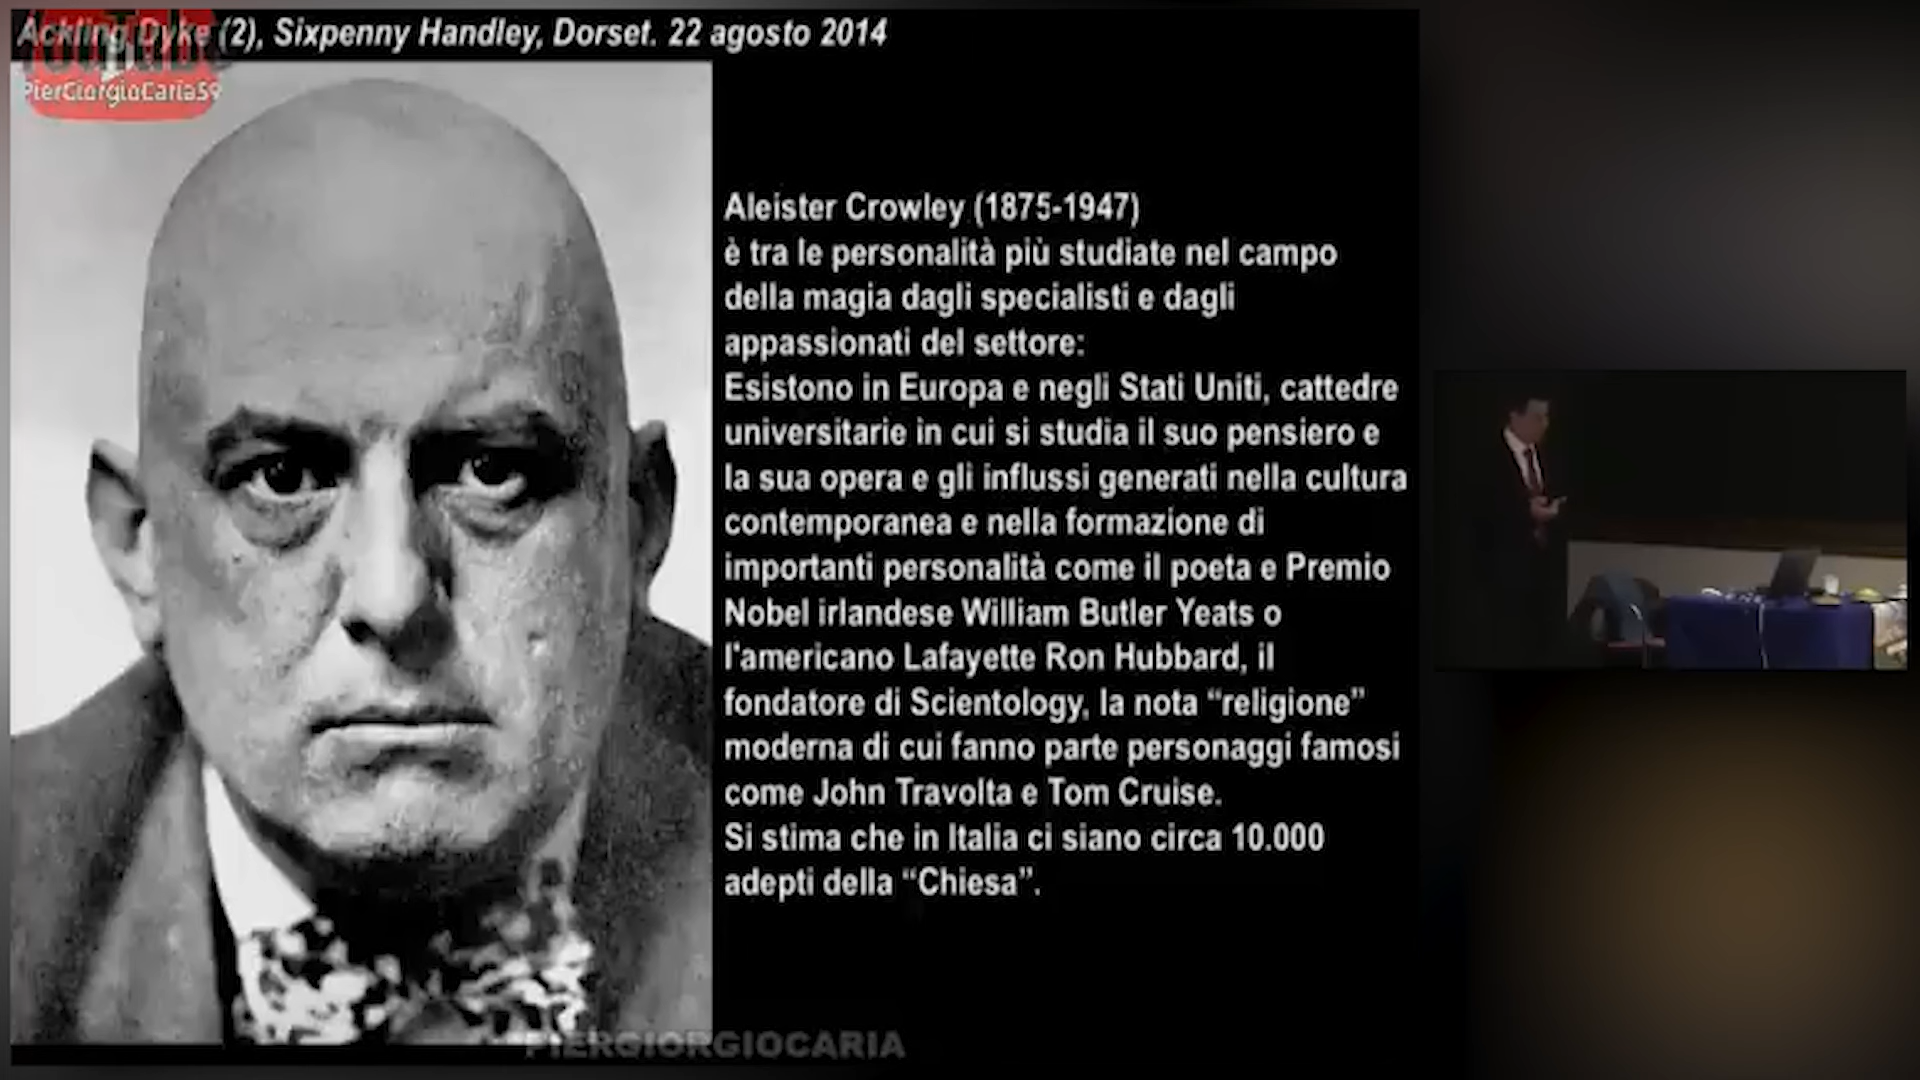 Ackling Dyke (2), Sixpenny Handley, Dorset. 22 agosto 2014
YouTube
PierGiorgioCaria59
Aleister Crowley (1875-1947)
è tra le personalità più studiate nel campo
della magia dagli specialisti e dagli
appassionati del settore:
Esistono in Europa e negli Stati Uniti, cattedre
universitarie in cui si studia il suo pensiero e
la sua opera e gli influssi generati nella cultura
contemporanea e nella formazione di
importanti personalità come il poeta e Premio
Nobel irlandese William Butler Yeats o
l'americano Lafayette Ron Hubbard, il
fondatore di Scientology, la nota “religione”
moderna di cui fanno parte personaggi famosi
come John Travolta e Tom Cruise.
Si stima che in Italia ci siano circa 10.000
adepti della “Chiesa”.
PIERGIORGIOCARIA